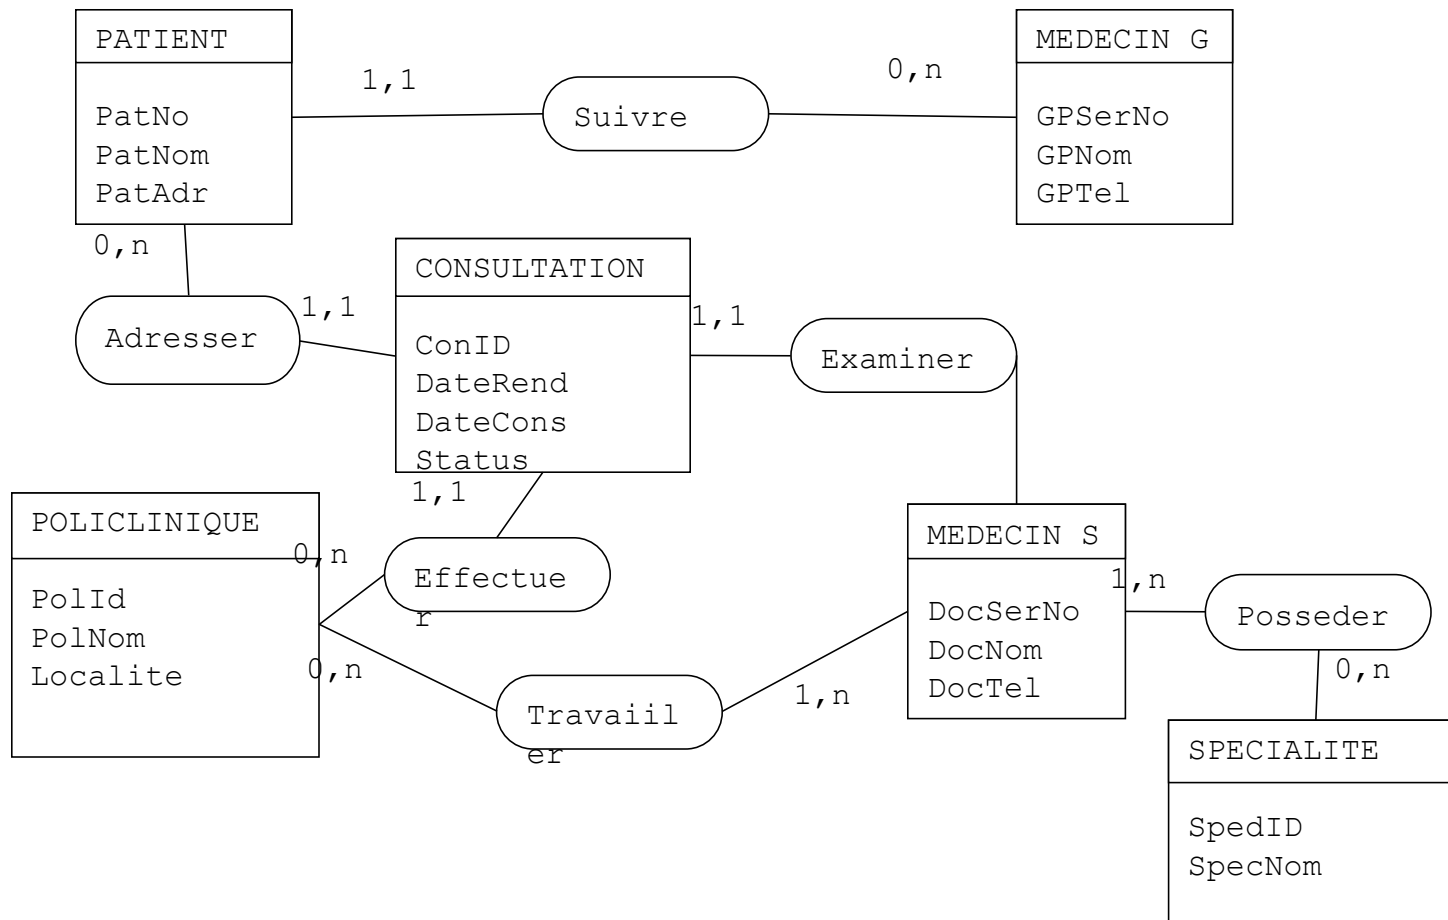 PATIENT
PatNo
PatNom
PatAdr
1,1
Suivre
0,n
MEDECIN G
GPSerNo
GPNom
GPTel
0,n
Adresser
1,1
CONSULTATION
ConID
DateRend
DateCons
Status
1,1
Examiner
1,1
POLICLINIQUE
PolId
PolNom
Localite
0,n
Effectue
r
0,n
Travaiil
er
1,n
MEDECIN S
DocSerNo
DocNom
DocTel
1,n
Posseder
0,n
SPECIALITE
SpedID
SpecNom